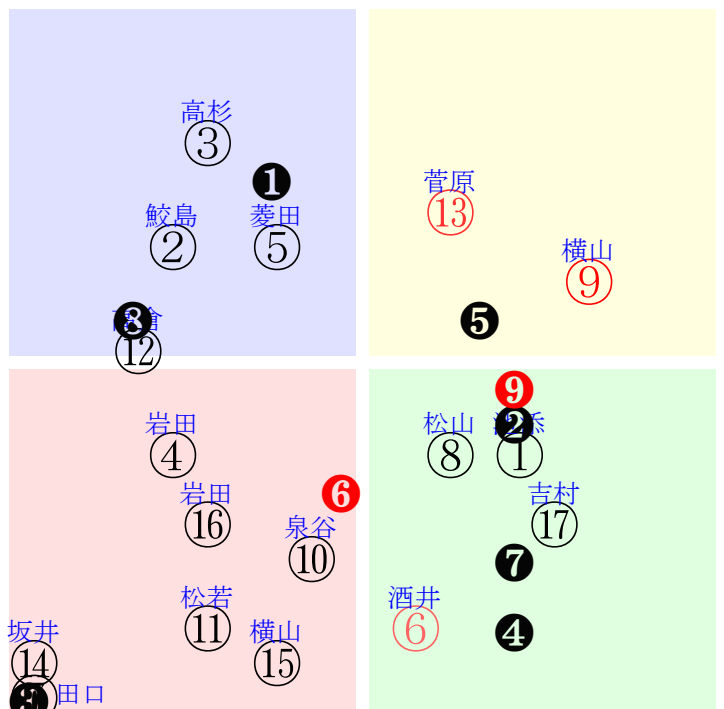 高杉
③
❶
鮫島
②
菱田
⑤
❽
⑫
菅原
⑬
横山
⑨
❺
岩田
④
岩田
⑯
❻
泉谷
⑩
松若
⑪
横山
⑮
坂井
⑭
田口
❾
❷
松山
⑧
①
吉村
⑰
❼
酒井
⑥
❹